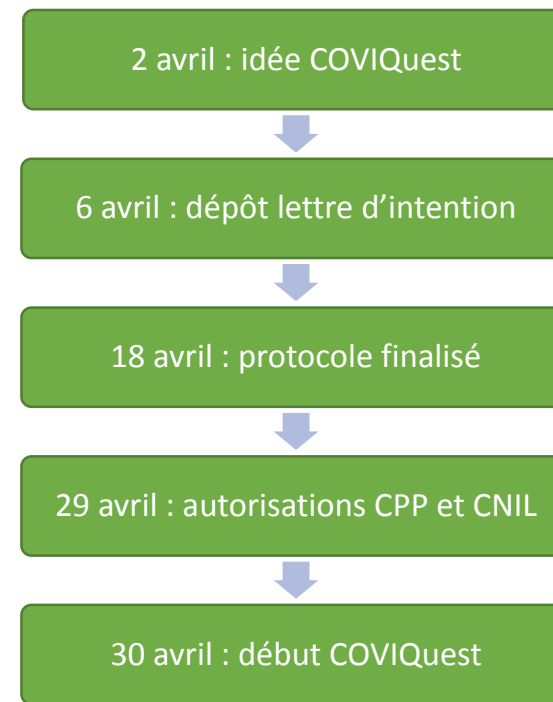 2 avril : idée COVIQuest
6 avril : dépôt lettre d’intention
18 avril : protocole finalisé
29 avril : autorisations CPP et CNIL
30 avril : début COVIQuest